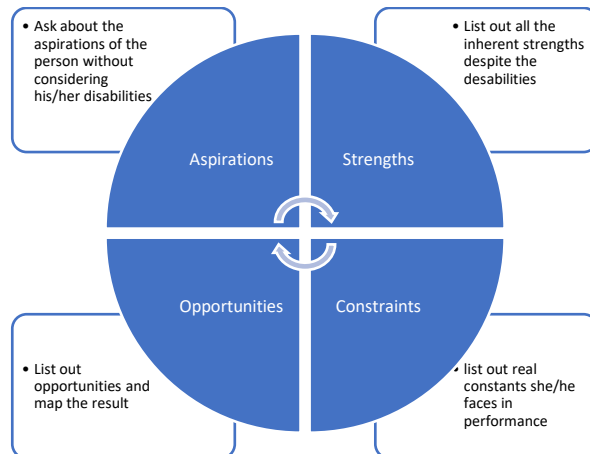 • Ask about the
aspirations of the
person without
considering
his/her disabilities
• List out all the
inherent strengths
despite the
desabilities
Aspirations
Strengths
Opportunities
Constraints
• List out
opportunities and
map the result
• list out real
constants she/he
faces in
performance